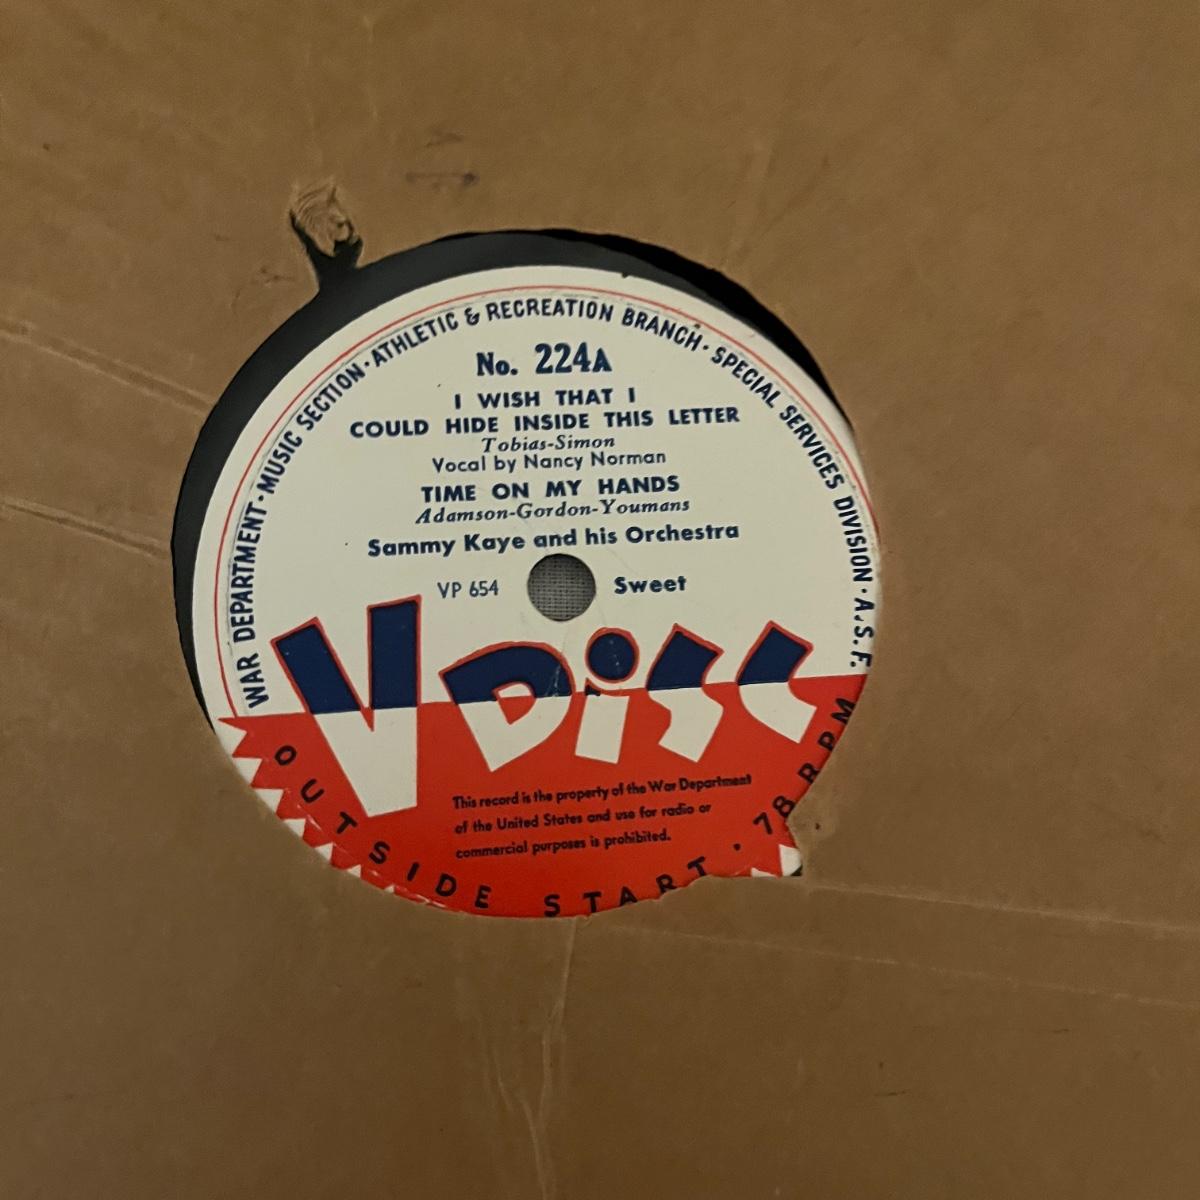 WAR DEPARTMENT · MUSIC SECTION · ATHLETIC & RECREATION BRANCH · SPECIAL SERVICES DIVISION · A.S.F.
No. 224A
I WISH THAT I
COULD HIDE INSIDE THIS LETTER
Tobias-Simon
Vocal by Nancy Norman
TIME ON MY HANDS
Adamson-Gordon-Youmans
Sammy Kaye and his Orchestra
VP 654 Sweet
V DISC
This record is the property of the War Department
of the United States and use for radio or
commercial purposes is prohibited.
OUTSIDE START · 78 RPM